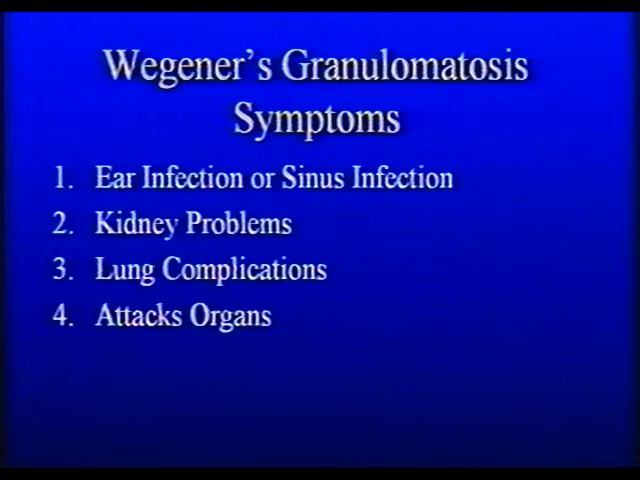 Wegener's Granulomatosis
Symptoms
1. Ear Infection or Sinus Infection
2. Kidney Problems
3. Lung Complications
4. Attacks Organs